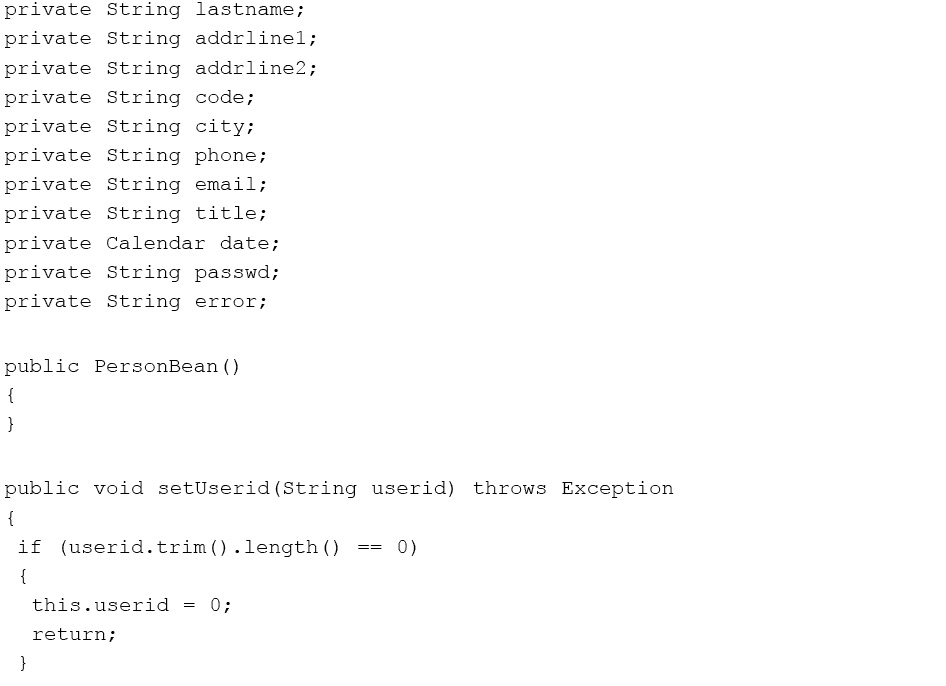 private String lastname;
private String addrline1;
private String addrline2;
private String code;
private String city;
private String phone;
private String email;
private String title;
private Calendar date;
private String passwd;
private String error;

public PersonBean()
{
}

public void setUserid(String userid) throws Exception
{
 if (userid.trim().length() == 0)
 {
  this.userid = 0;
  return;
 }